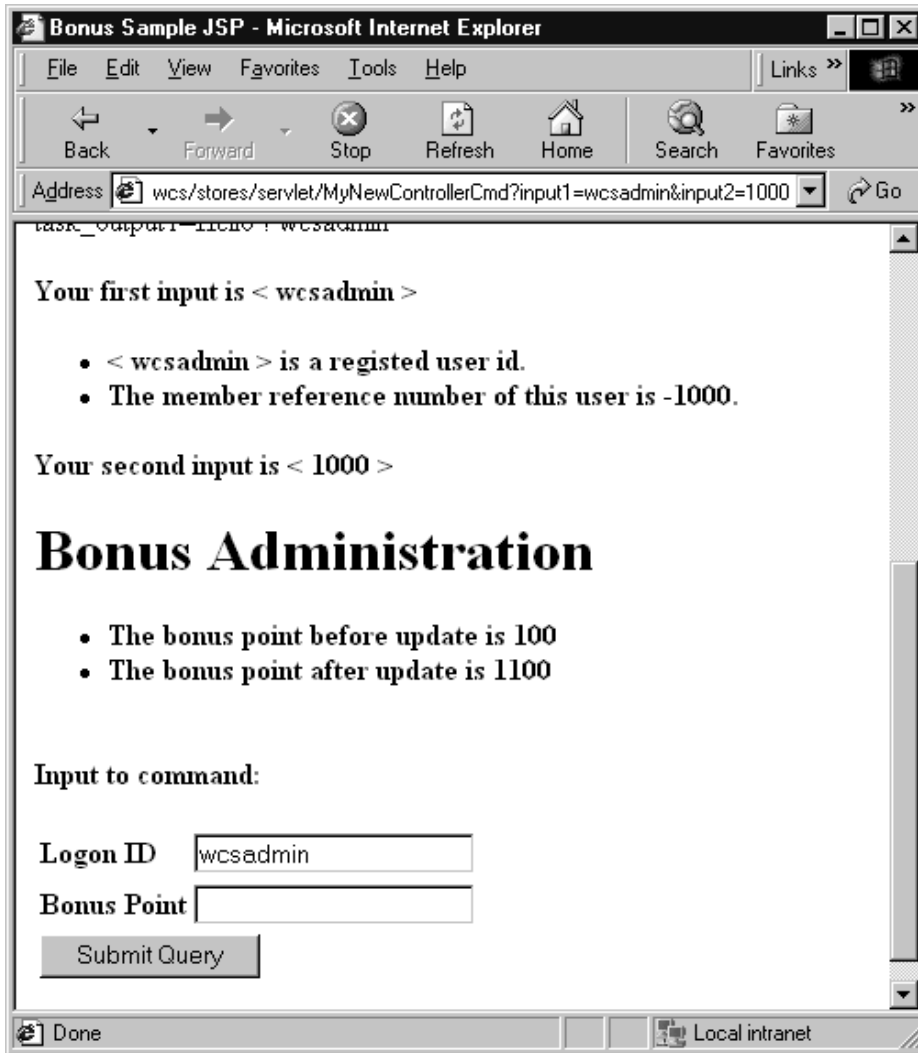 Bonus Sample JSP - Microsoft Internet Explorer
File Edit View Favorites Tools Help Links »
Back Forward Stop Refresh Home Search Favorites »
Address wcs/stores/servlet/MyNewControllerCmd?input1=wcsadmin&input2=1000 Go
wcsadmin
Your first input is < wcsadmin >
• < wcsadmin > is a registed user id.
• The member reference number of this user is -1000.
Your second input is < 1000 >
Bonus Administration
• The bonus point before update is 100
• The bonus point after update is 1100
Input to command:
Logon ID wcsadmin
Bonus Point
Submit Query
Done Local intranet